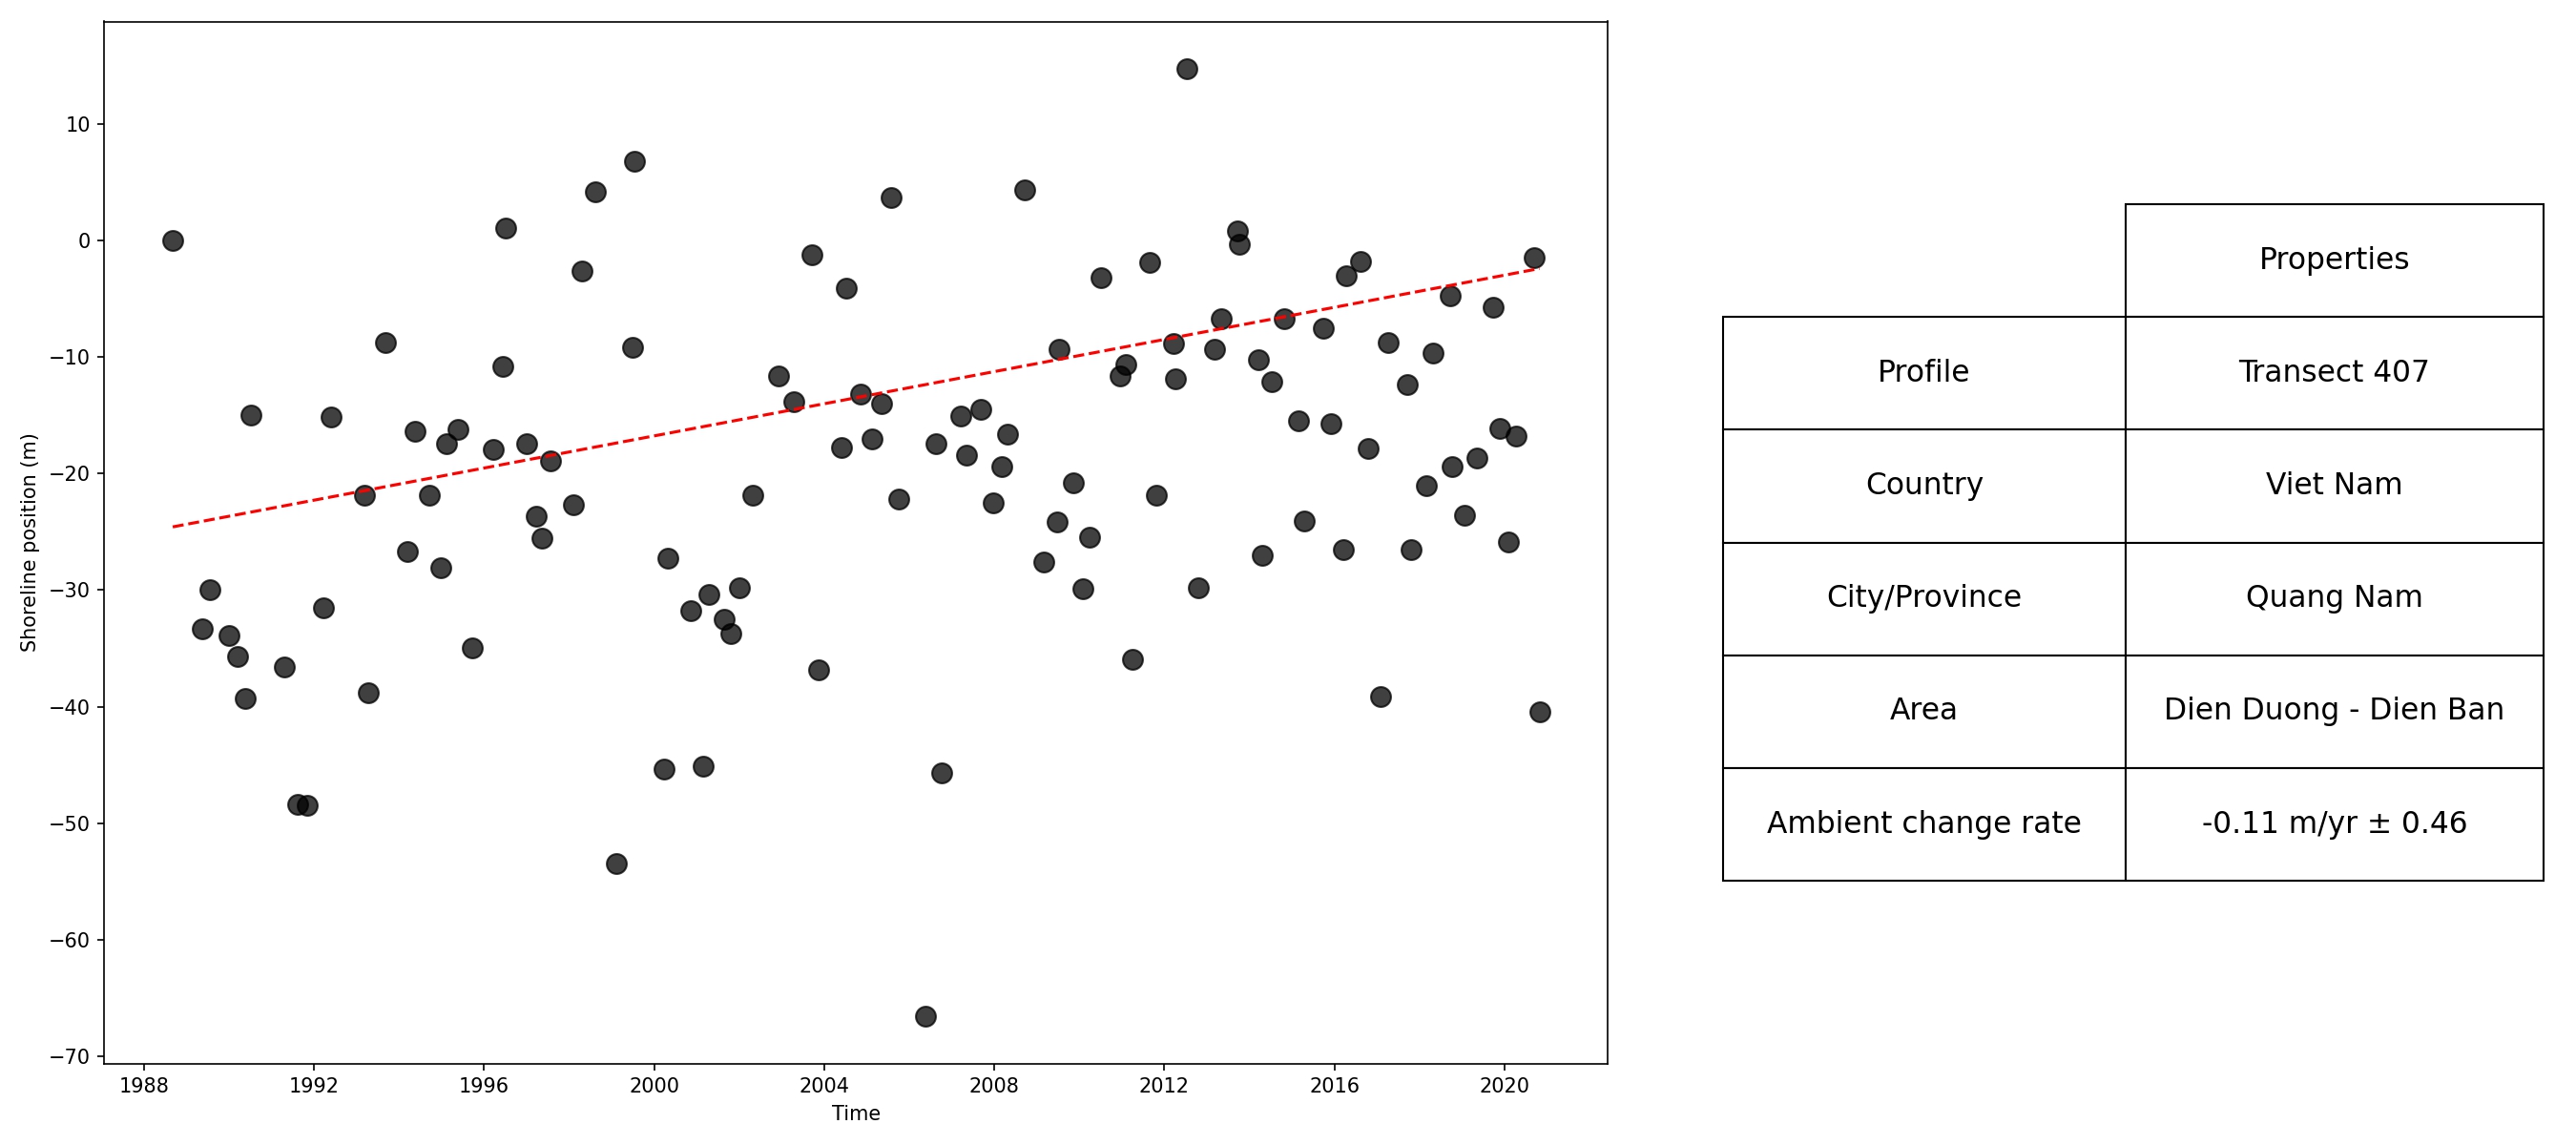 10
0
−10
−20
−30
−40
−50
−60
−70
Shoreline position (m)
1988 1992 1996 2000 2004 2008 2012 2016 2020
Time
Properties
Profile Transect 407
Country Viet Nam
City/Province Quang Nam
Area Dien Duong - Dien Ban
Ambient change rate -0.11 m/yr ± 0.46